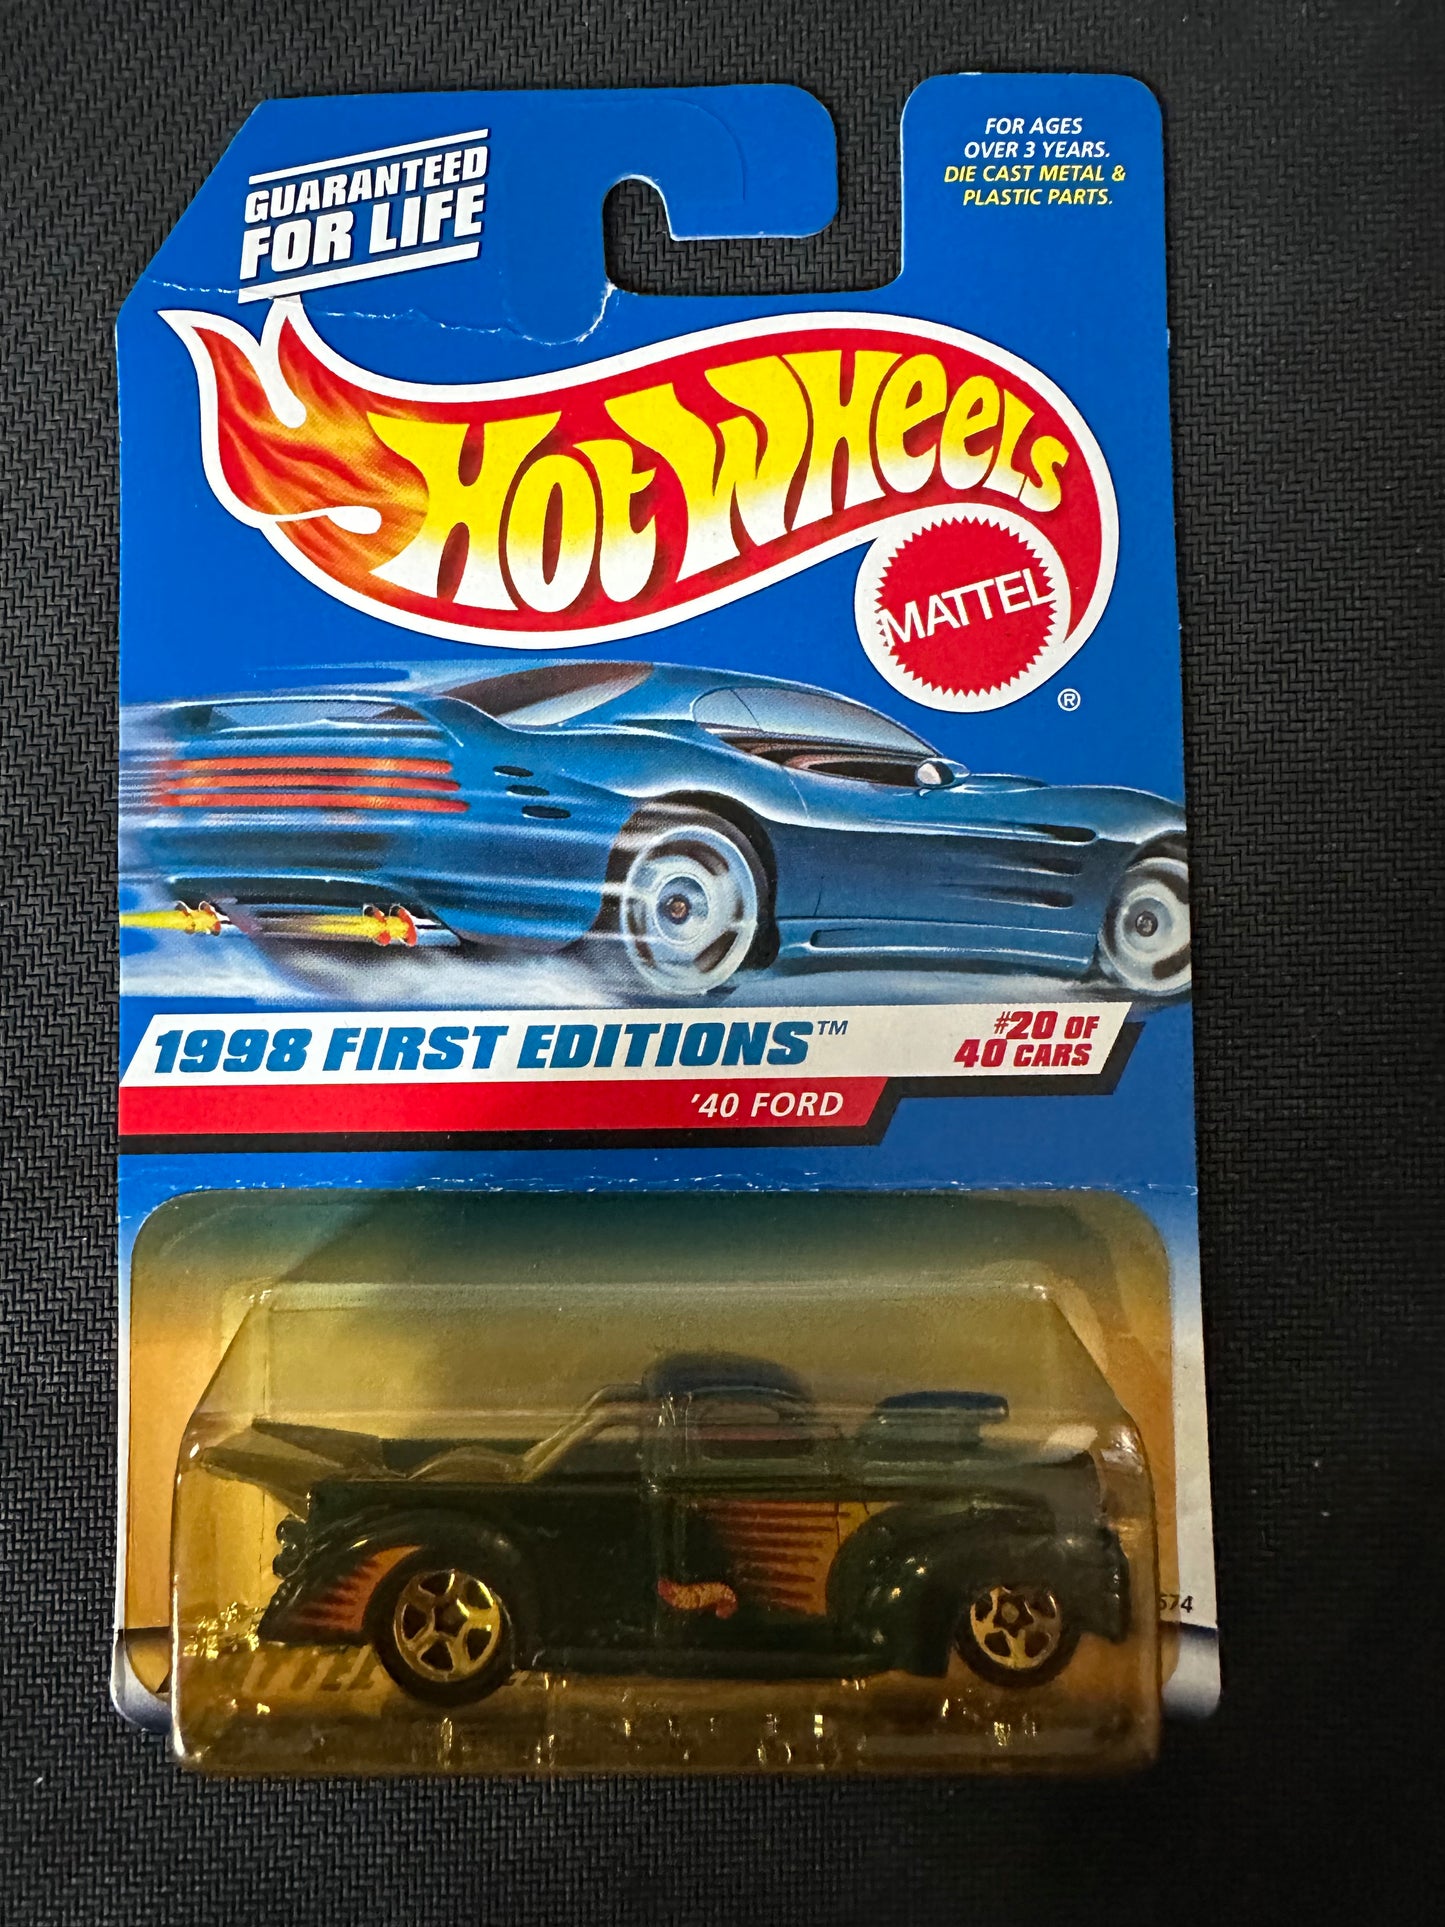 GUARANTEED
FOR LIFE
FOR AGES
OVER 3 YEARS.
DIE CAST METAL &
PLASTIC PARTS.
HOT WHEELS
MATTEL
®
1998 FIRST EDITIONS™
#20 OF
40 CARS
'40 FORD
574